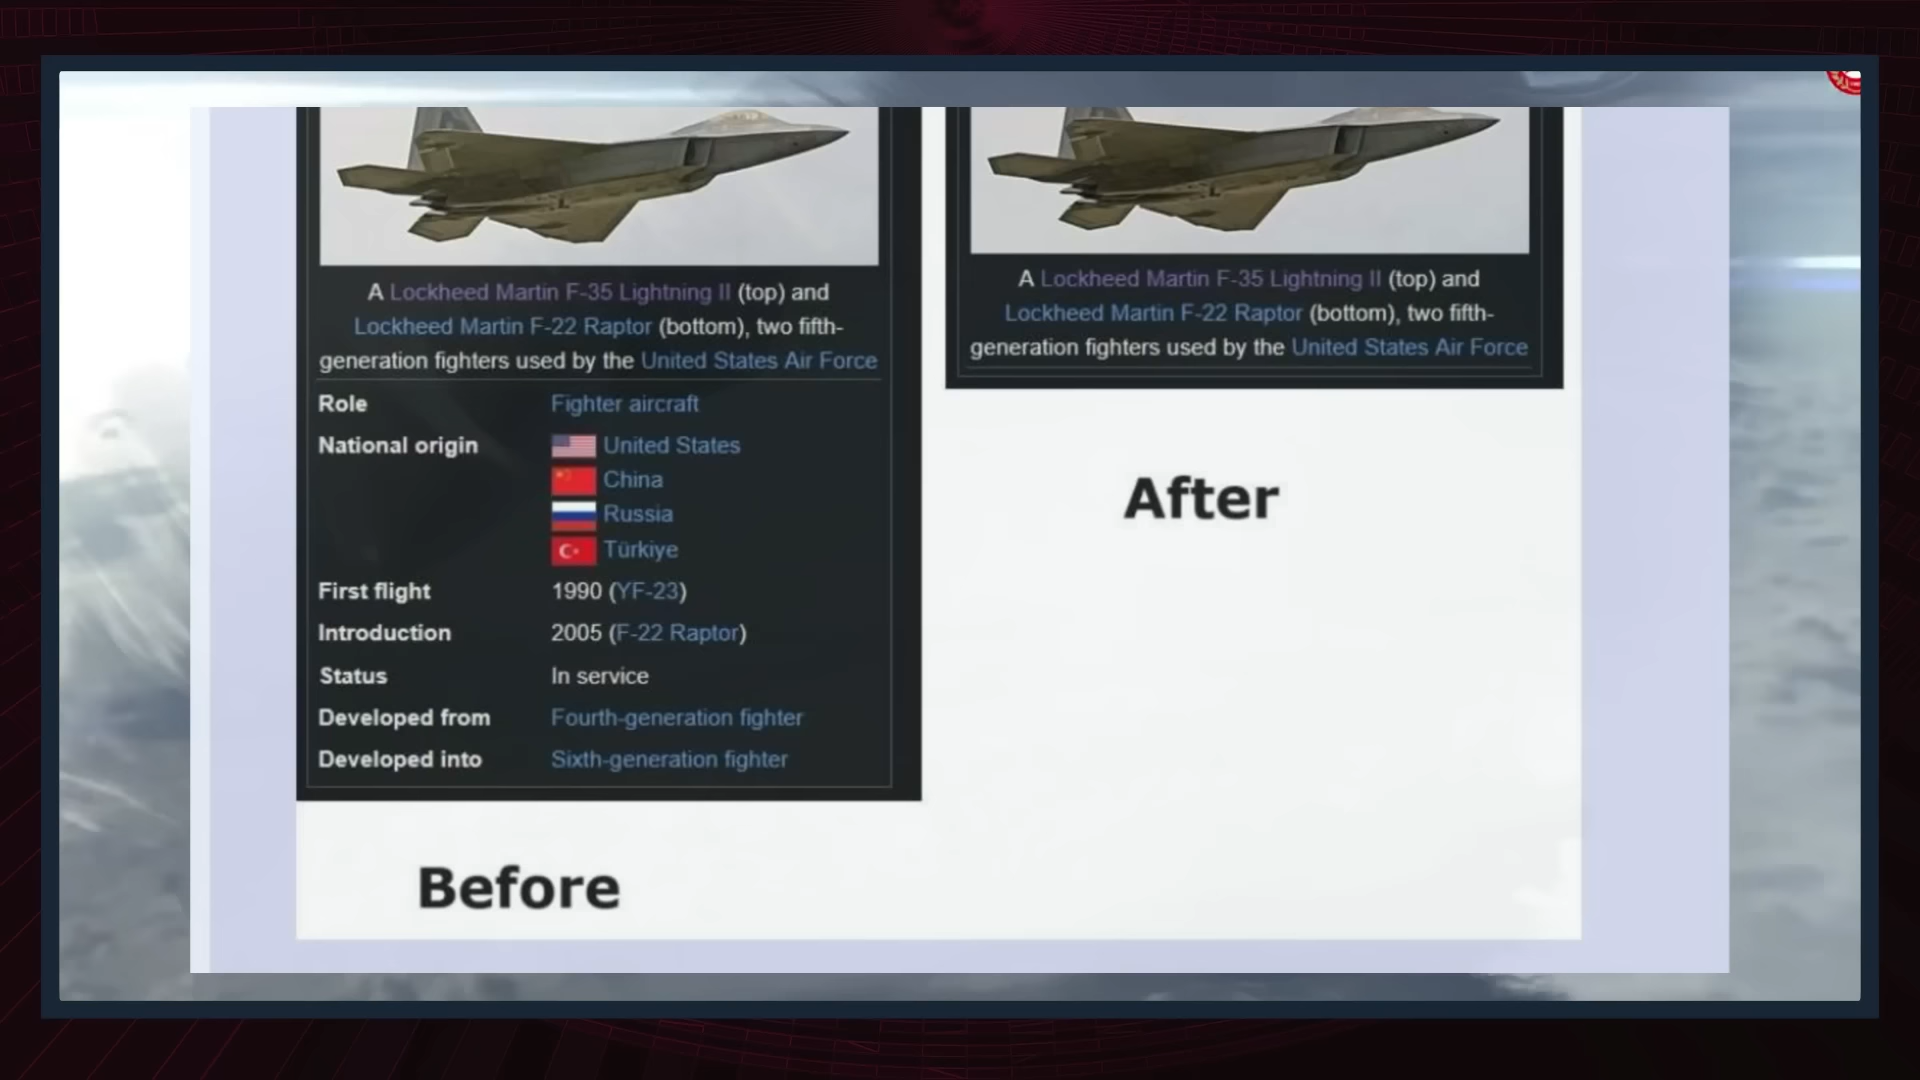 A Lockheed Martin F-35 Lightning II (top) and
Lockheed Martin F-22 Raptor (bottom), two fifth-
generation fighters used by the United States Air Force
Role Fighter aircraft
National origin United States
China
Russia
Türkiye
First flight 1990 (YF-23)
Introduction 2005 (F-22 Raptor)
Status In service
Developed from Fourth-generation fighter
Developed into Sixth-generation fighter
Before
A Lockheed Martin F-35 Lightning II (top) and
Lockheed Martin F-22 Raptor (bottom), two fifth-
generation fighters used by the United States Air Force
After